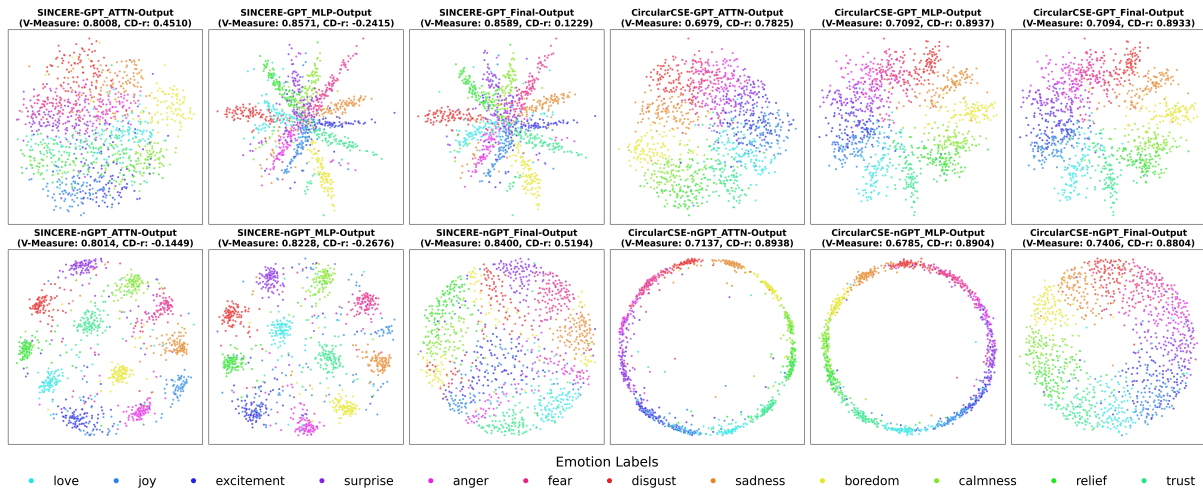 SINCERE-GPT_ATTN-Output
(V-Measure: 0.8008, CD-r: 0.4510)
SINCERE-GPT_MLP-Output
(V-Measure: 0.8571, CD-r: -0.2415)
SINCERE-GPT_Final-Output
(V-Measure: 0.8589, CD-r: 0.1229)
CircularCSE-GPT_ATTN-Output
(V-Measure: 0.6979, CD-r: 0.7825)
CircularCSE-GPT_MLP-Output
(V-Measure: 0.7092, CD-r: 0.8937)
CircularCSE-GPT_Final-Output
(V-Measure: 0.7094, CD-r: 0.8933)
SINCERE-nGPT_ATTN-Output
(V-Measure: 0.8014, CD-r: -0.1449)
SINCERE-nGPT_MLP-Output
(V-Measure: 0.8228, CD-r: -0.2676)
SINCERE-nGPT_Final-Output
(V-Measure: 0.8400, CD-r: 0.5194)
CircularCSE-nGPT_ATTN-Output
(V-Measure: 0.7137, CD-r: 0.8938)
CircularCSE-nGPT_MLP-Output
(V-Measure: 0.6785, CD-r: 0.8904)
CircularCSE-nGPT_Final-Output
(V-Measure: 0.7406, CD-r: 0.8804)
Emotion Labels
love joy excitement surprise anger fear disgust sadness boredom calmness relief trust